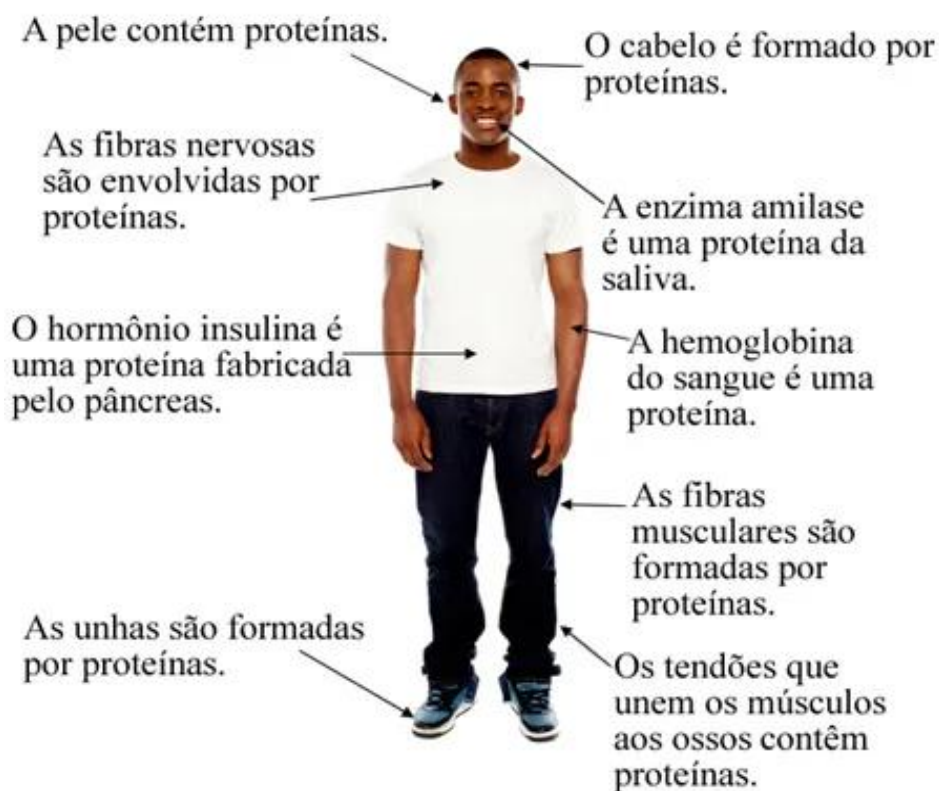 A pele contém proteínas.
O cabelo é formado por
proteínas.
As fibras nervosas
são envolvidas por
proteínas.
A enzima amilase
é uma proteína da
saliva.
O hormônio insulina é
uma proteína fabricada
pelo pâncreas.
A hemoglobina
do sangue é uma
proteína.
As fibras
musculares são
formadas por
proteínas.
As unhas são formadas
por proteínas.
Os tendões que
unem os músculos
aos ossos contêm
proteínas.